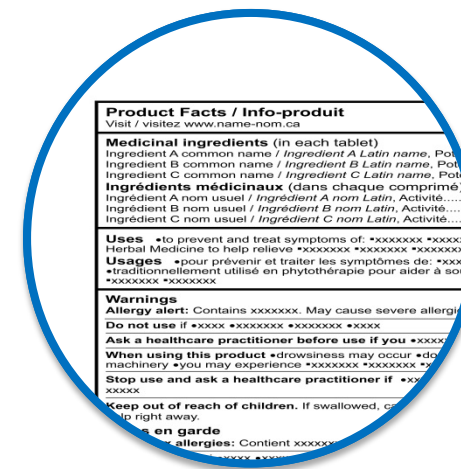 Product Facts / Info-produit
Visit / visitez www.name-nom.ca
Medicinal ingredients (in each tablet)
Ingredient A common name / Ingredient A Latin name, Pot
Ingredient B common name / Ingredient B Latin name, Pot
Ingredient C common name / Ingredient C Latin name, Pot
Ingrédients médicinaux (dans chaque comprimé)
Ingrédient A nom usuel / Ingrédient A nom Latin, Activité....
Ingrédient B nom usuel / Ingrédient B nom Latin, Activité....
Ingrédient C nom usuel / Ingrédient C nom Latin, Activité....
Uses •to prevent and treat symptoms of: •xxxxxxx •xxxx
Herbal Medicine to help relieve •xxxxxxx •xxxxxx •xxxxxxx
Usages •pour prévenir et traiter les symptômes de: •xxx
•traditionnellement utilisé en phytothérapie pour aider à sou
•xxxxxxx •xxxxxxx
Warnings
Allergy alert: Contains xxxxxxx. May cause severe allergi
Do not use if •xxxx •xxxxxxx •xxxxxxx •xxxx
Ask a healthcare practitioner before use if you •xxxx
When using this product •drowsiness may occur •do
machinery •you may experience •xxxxxxx •xxxxxxx •x
Stop use and ask a healthcare practitioner if •xx
xxxxx
Keep out of reach of children. If swallowed, ca
lp right away.
s en garde
x allergies: Contient xxxxxx
xxxx •xx